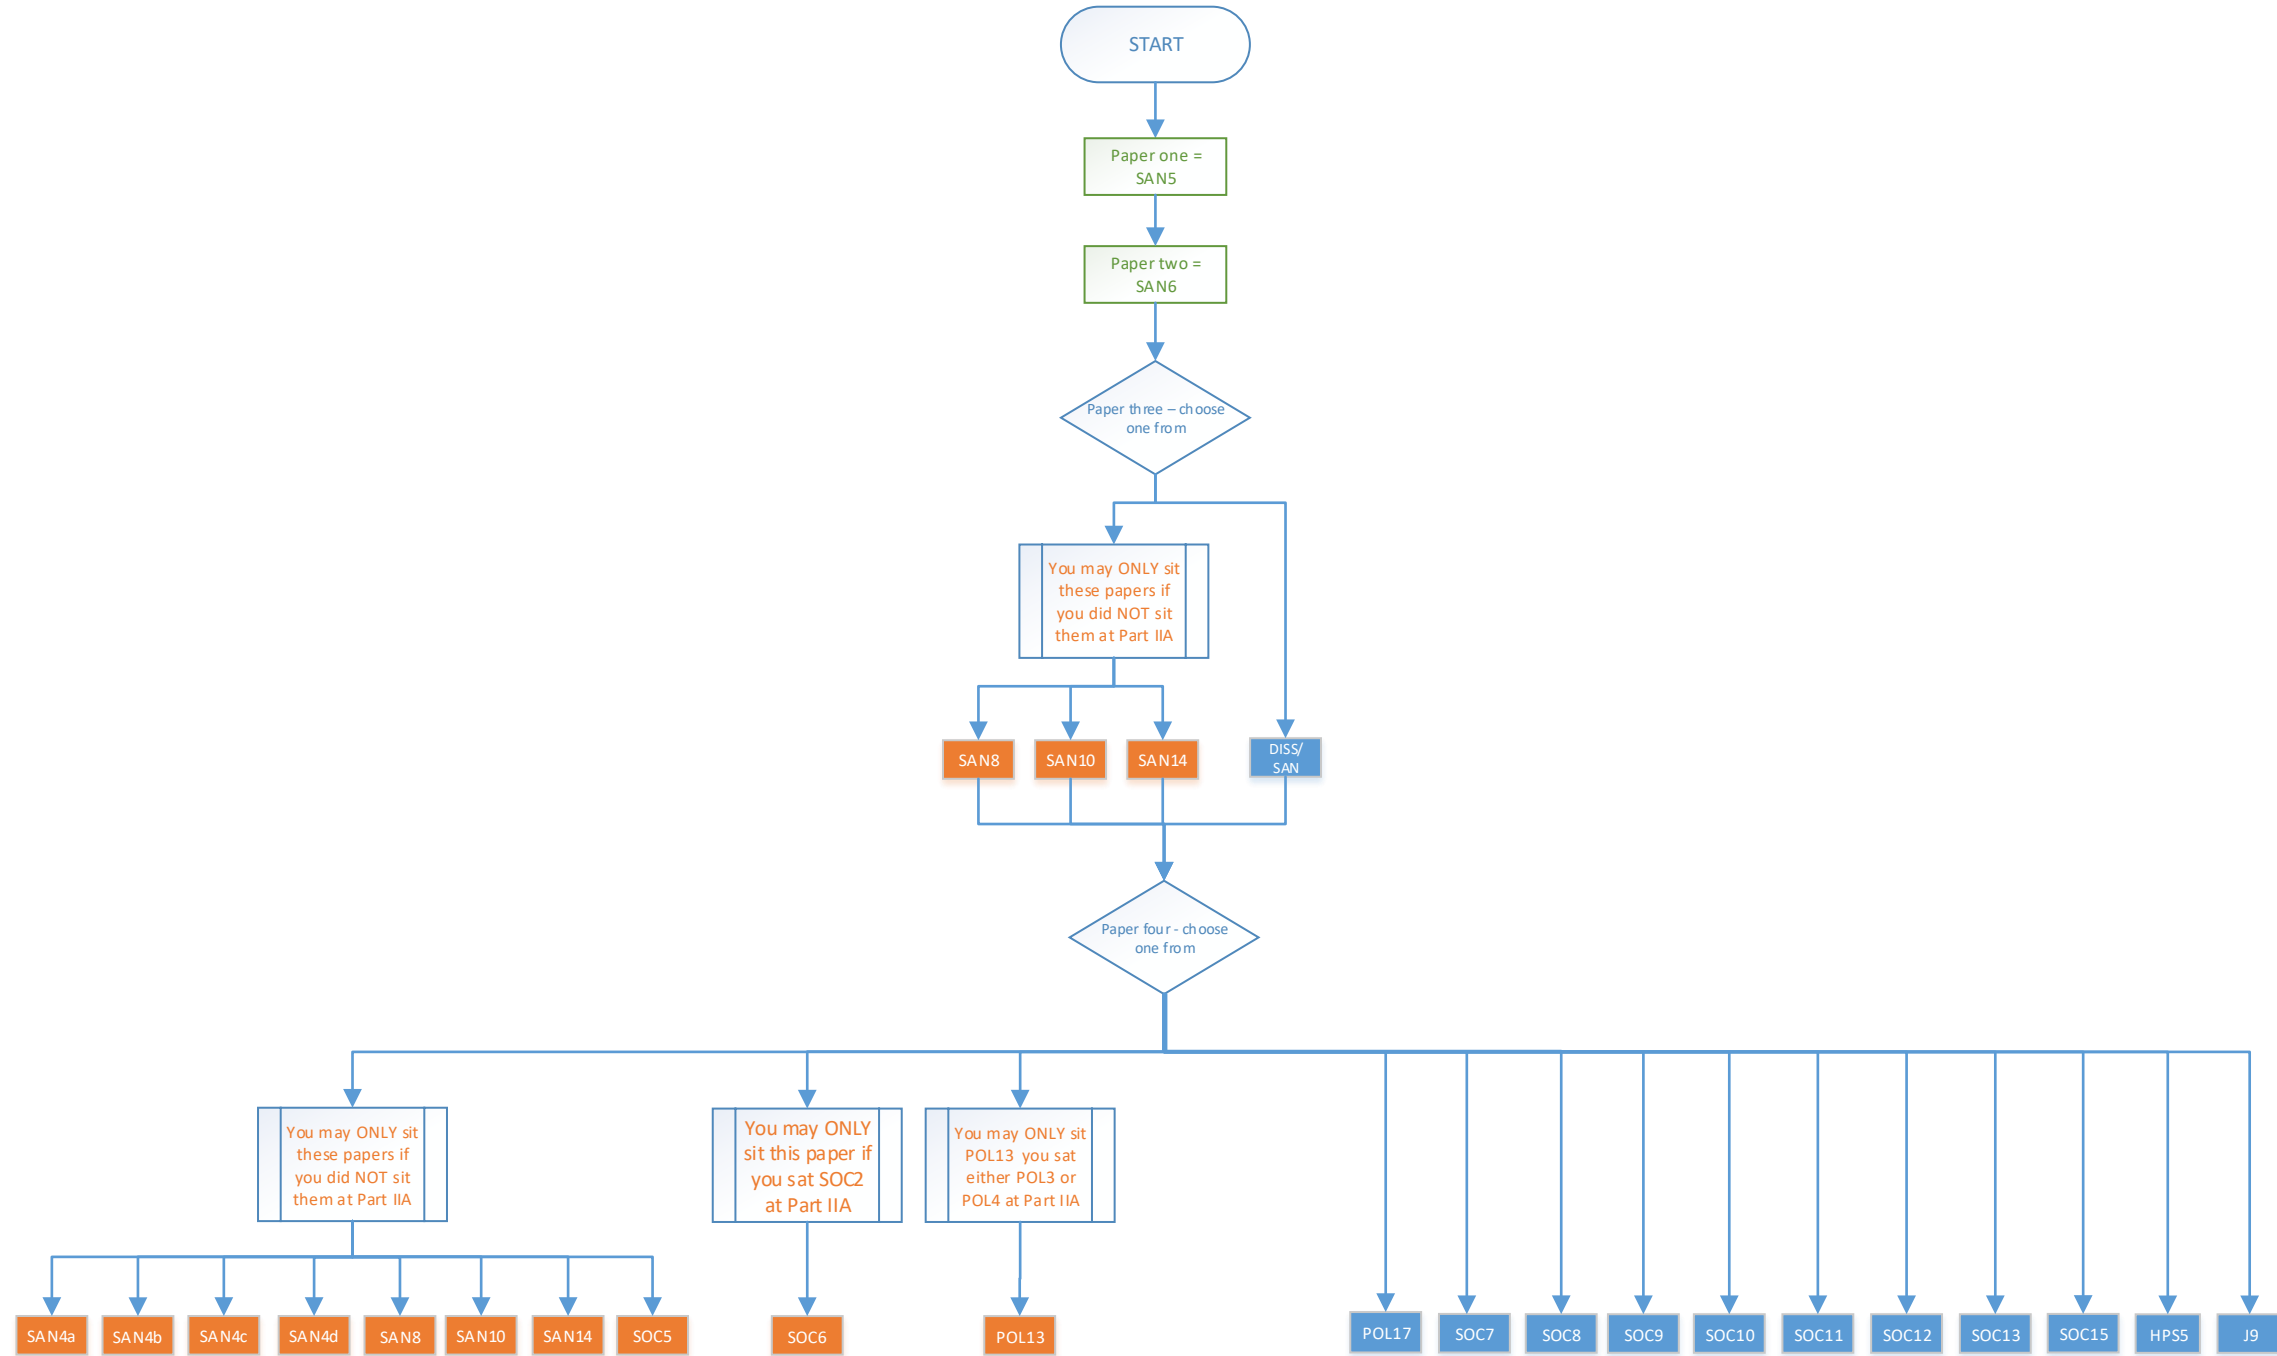 START
Paper one =
SAN5
Paper two =
SAN6
Paper three – choose
one from
You may ONLY sit
these papers if
you did NOT sit
them at Part IIA
SAN8
SAN10
SAN14
DISS/
SAN
Paper four - choose
one from
You may ONLY sit
these papers if
you did NOT sit
them at Part IIA
You may ONLY
sit this paper if
you sat SOC2
at Part IIA
You may ONLY sit
POL13 you sat
either POL3 or
POL4 at Part IIA
SAN4a
SAN4b
SAN4c
SAN4d
SAN8
SAN10
SAN14
SOC5
SOC6
POL13
POL17
SOC7
SOC8
SOC9
SOC10
SOC11
SOC12
SOC13
SOC15
HPS5
J9